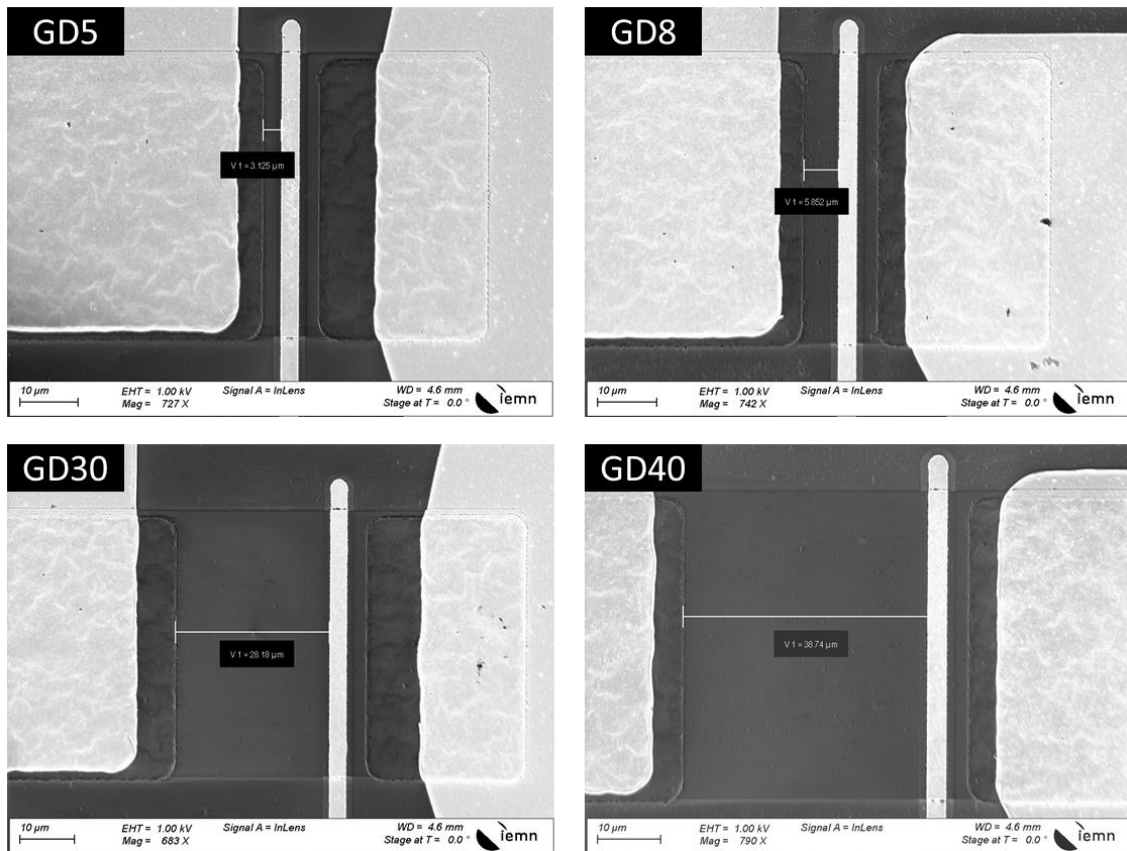 GD5
V 1 = 3.125 µm
10 µm
EHT = 1.00 kV
Mag = 727 X
Signal A = InLens
WD = 4.6 mm
Stage at T = 0.0 °
iemn
GD8
V 1 = 5.852 µm
10 µm
EHT = 1.00 kV
Mag = 742 X
Signal A = InLens
WD = 4.6 mm
Stage at T = 0.0 °
iemn
GD30
V 1 = 28.18 µm
10 µm
EHT = 1.00 kV
Mag = 683 X
Signal A = InLens
WD = 4.6 mm
Stage at T = 0.0 °
iemn
GD40
V 1 = 38.74 µm
10 µm
EHT = 1.00 kV
Mag = 790 X
Signal A = InLens
WD = 4.6 mm
Stage at T = 0.0 °
iemn